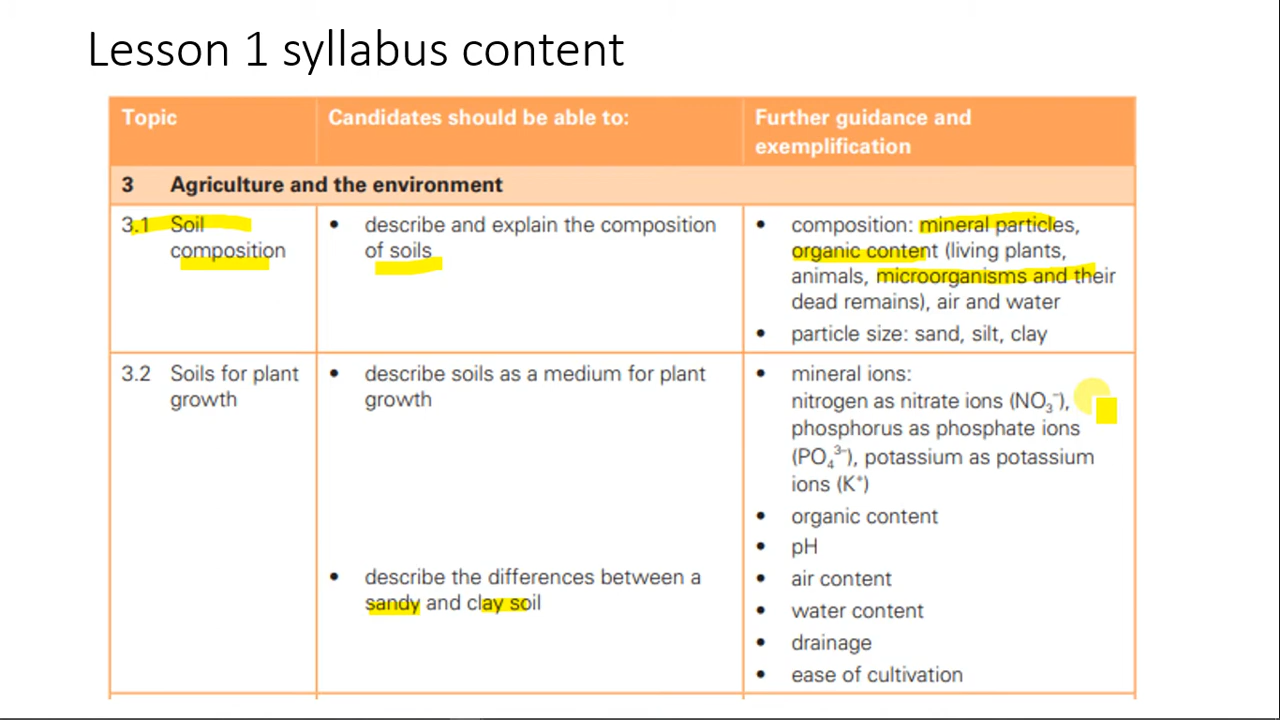 Lesson 1 syllabus content
Topic
Candidates should be able to:
Further guidance and
exemplification
3 Agriculture and the environment
3.1 Soil
composition
• describe and explain the composition
of soils
• composition: mineral particles,
organic content (living plants,
animals, microorganisms and their
dead remains), air and water
• particle size: sand, silt, clay
3.2 Soils for plant
growth
• describe soils as a medium for plant
growth
• describe the differences between a
sandy and clay soil
• mineral ions:
nitrogen as nitrate ions (NO₃⁻),
phosphorus as phosphate ions
(PO₄³⁻), potassium as potassium
ions (K⁺)
• organic content
• pH
• air content
• water content
• drainage
• ease of cultivation